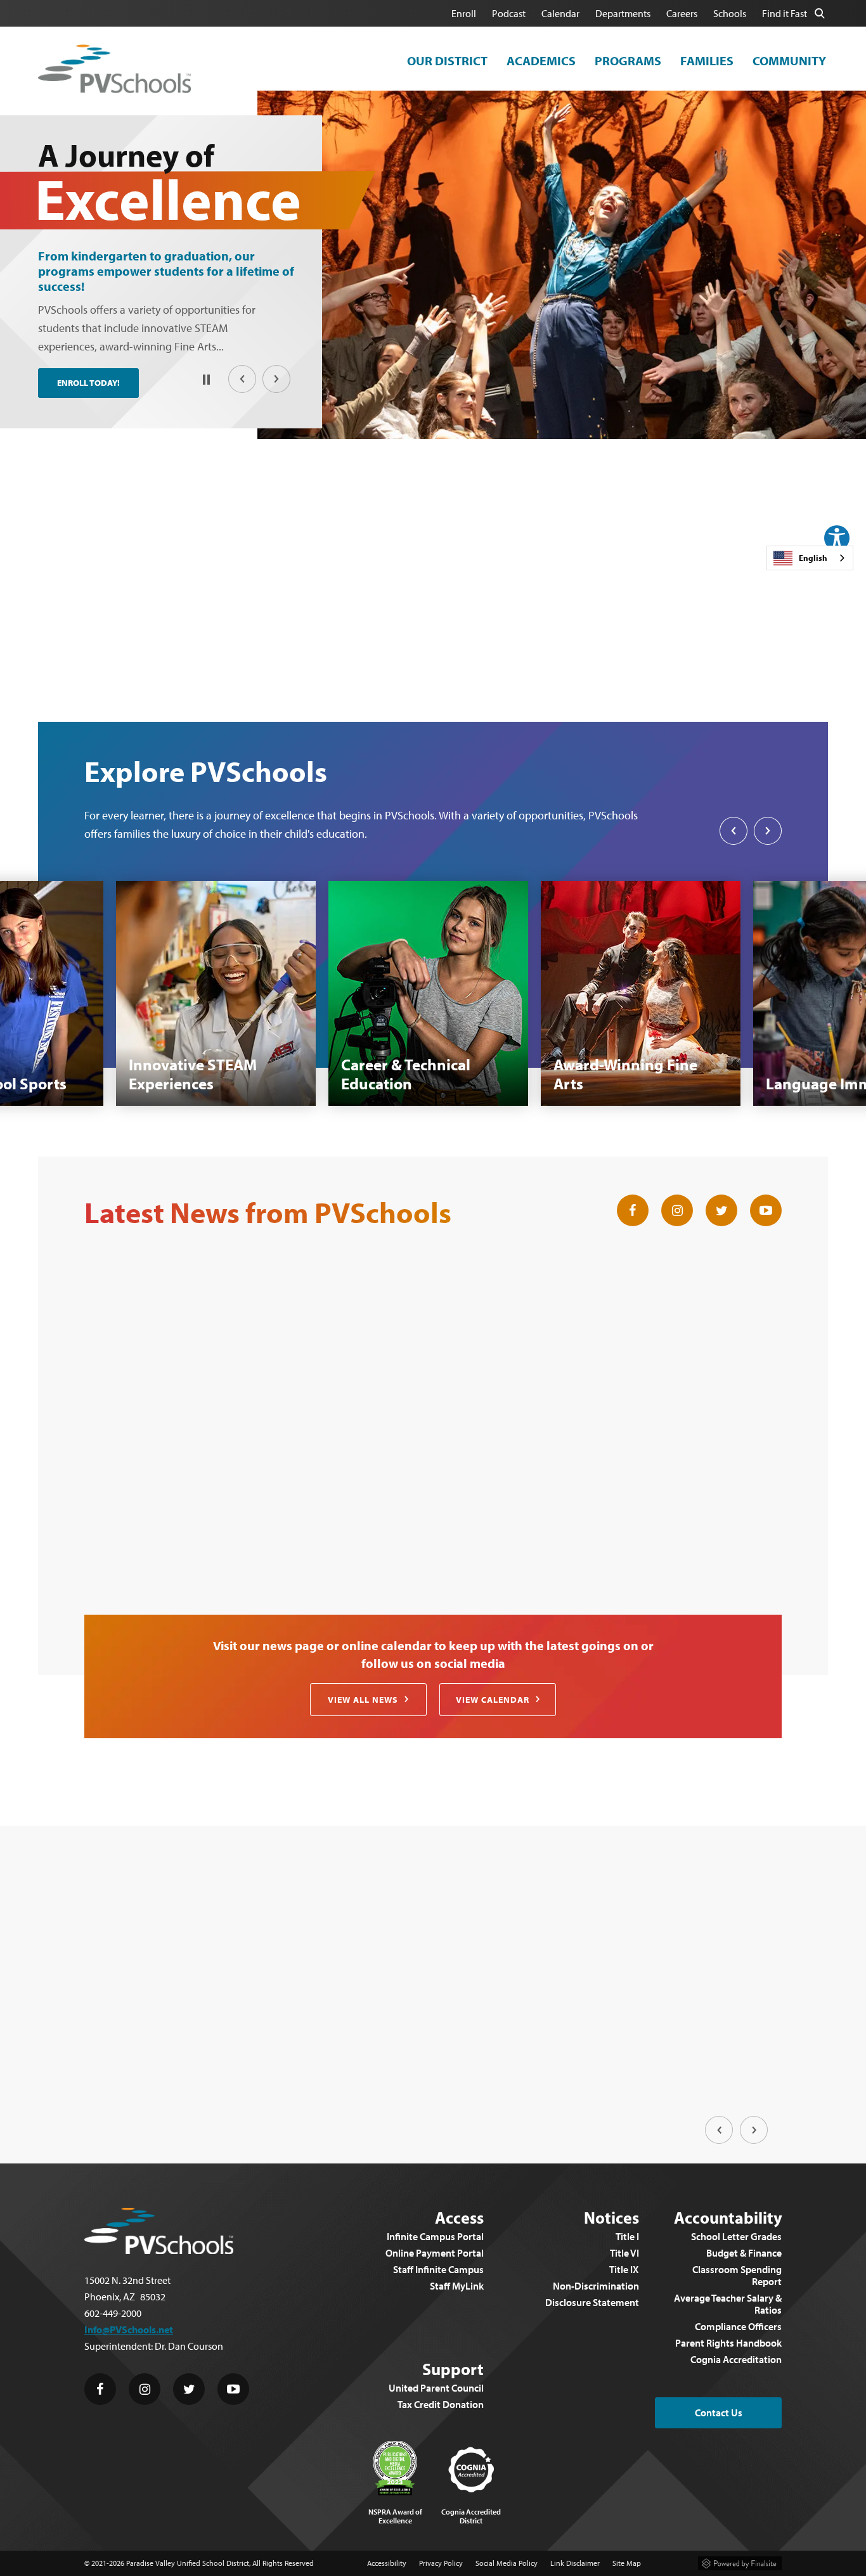 Enroll Podcast Calendar Departments Careers Schools Find it Fast
PVSchools
OUR DISTRICT ACADEMICS PROGRAMS FAMILIES COMMUNITY
A Journey of
Excellence
From kindergarten to graduation, our
programs empower students for a lifetime of
success!
PVSchools offers a variety of opportunities for
students that include innovative STEAM
experiences, award-winning Fine Arts...
ENROLL TODAY!
English
Explore PVSchools
For every learner, there is a journey of excellence that begins in PVSchools. With a variety of opportunities, PVSchools
offers families the luxury of choice in their child's education.
ool Sports
Innovative STEAM
Experiences
Career & Technical
Education
Award-Winning Fine
Arts
Language Imm
Latest News from PVSchools
Visit our news page or online calendar to keep up with the latest goings on or
follow us on social media
VIEW ALL NEWS
VIEW CALENDAR
PVSchools
15002 N. 32nd Street
Phoenix, AZ 85032
602-449-2000
Info@PVSchools.net
Superintendent: Dr. Dan Courson
Access
Infinite Campus Portal
Online Payment Portal
Staff Infinite Campus
Staff MyLink
Support
United Parent Council
Tax Credit Donation
Notices
Title I
Title VI
Title IX
Non-Discrimination
Disclosure Statement
Accountability
School Letter Grades
Budget & Finance
Classroom Spending
Report
Average Teacher Salary &
Ratios
Compliance Officers
Parent Rights Handbook
Cognia Accreditation
Contact Us
COGNIA
Accredited
NSPRA Award of
Excellence
Cognia Accredited
District
© 2021-2026 Paradise Valley Unified School District, All Rights Reserved
Accessibility Privacy Policy Social Media Policy Link Disclaimer Site Map
Powered by Finalsite